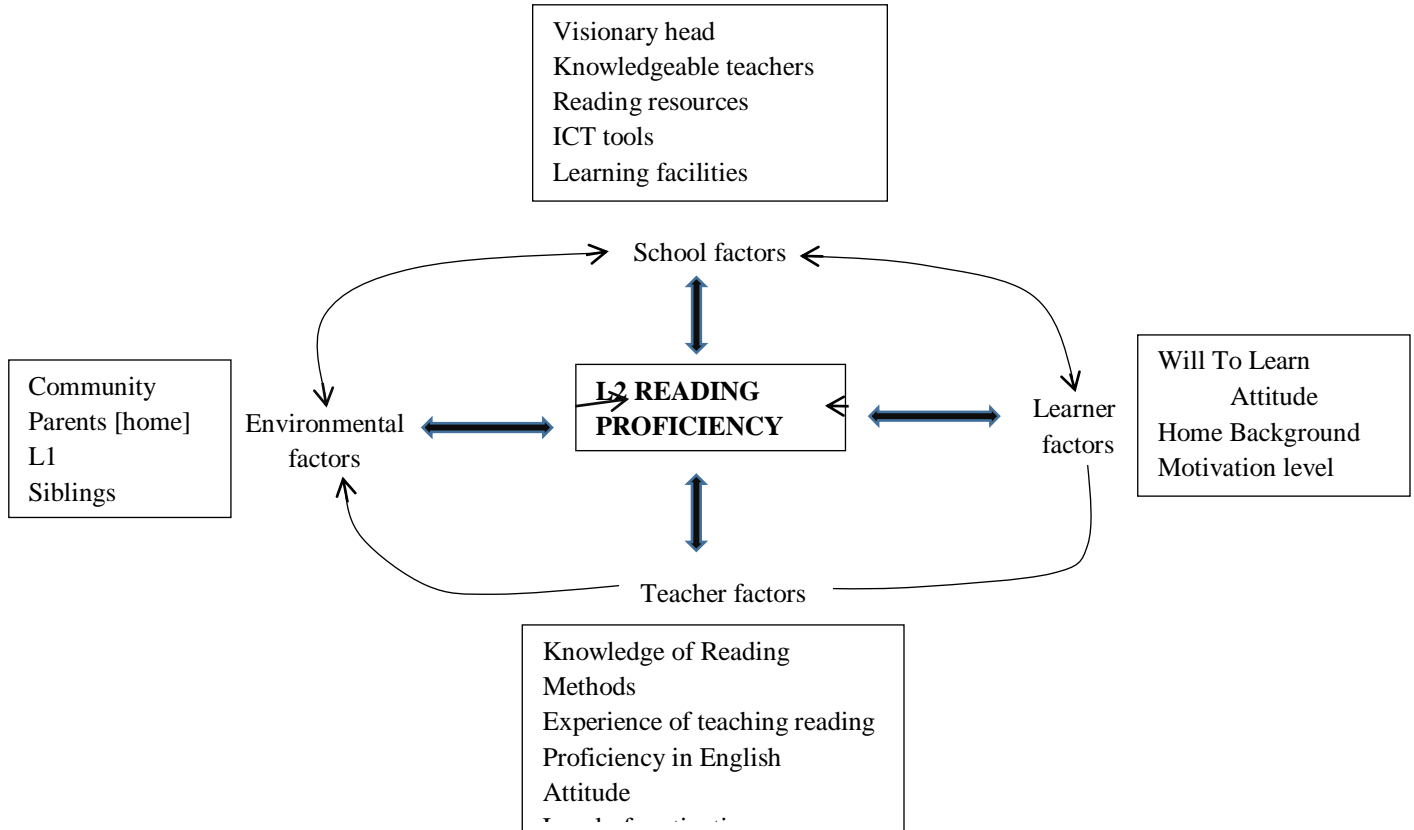 Visionary head
Knowledgeable teachers
Reading resources
ICT tools
Learning facilities
School factors
Community
Parents [home]
L1
Siblings
Environmental
factors
L2 READING
PROFICIENCY
Learner
factors
Will To Learn
Attitude
Home Background
Motivation level
Teacher factors
Knowledge of Reading
Methods
Experience of teaching reading
Proficiency in English
Attitude